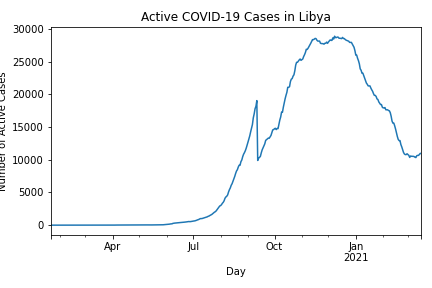 Active COVID-19 Cases in Libya
30000
25000
20000
15000
10000
5000
0
Number of Active Cases
Apr
Jul
Oct
Jan
2021
Day